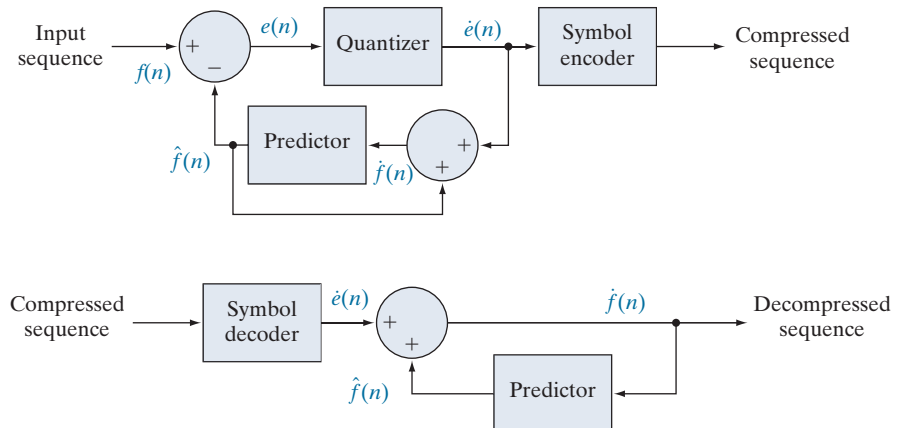 Input
sequence
f(n)
+
−
e(n)
Quantizer
ė(n)
Symbol
encoder
Compressed
sequence
f̂(n)
Predictor
ḟ(n)
+
+
Compressed
sequence
Symbol
decoder
ė(n)
+
+
ḟ(n)
Decompressed
sequence
f̂(n)
Predictor